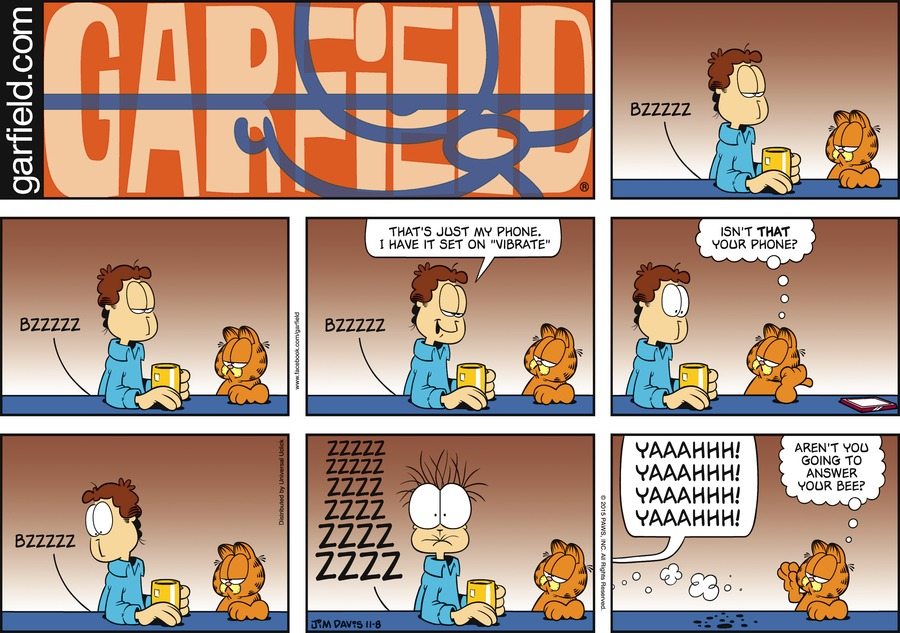 garfield.com
GARFIELD
®
BZZZZZ
BZZZZZ
www.facebook.com/garfield
THAT'S JUST MY PHONE.
I HAVE IT SET ON "VIBRATE"
BZZZZZ
ISN'T THAT
YOUR PHONE?
BZZZZZ
Distributed by Universal Uclick
ZZZZZ
ZZZZZ
ZZZZ
ZZZZ
ZZZZ
ZZZZ
JIM DAVIS 11-8
© 2015 PAWS, INC. All Rights Reserved.
YAAAHHH!
YAAAHHH!
YAAAHHH!
YAAAHHH!
AREN'T YOU
GOING TO
ANSWER
YOUR BEE?